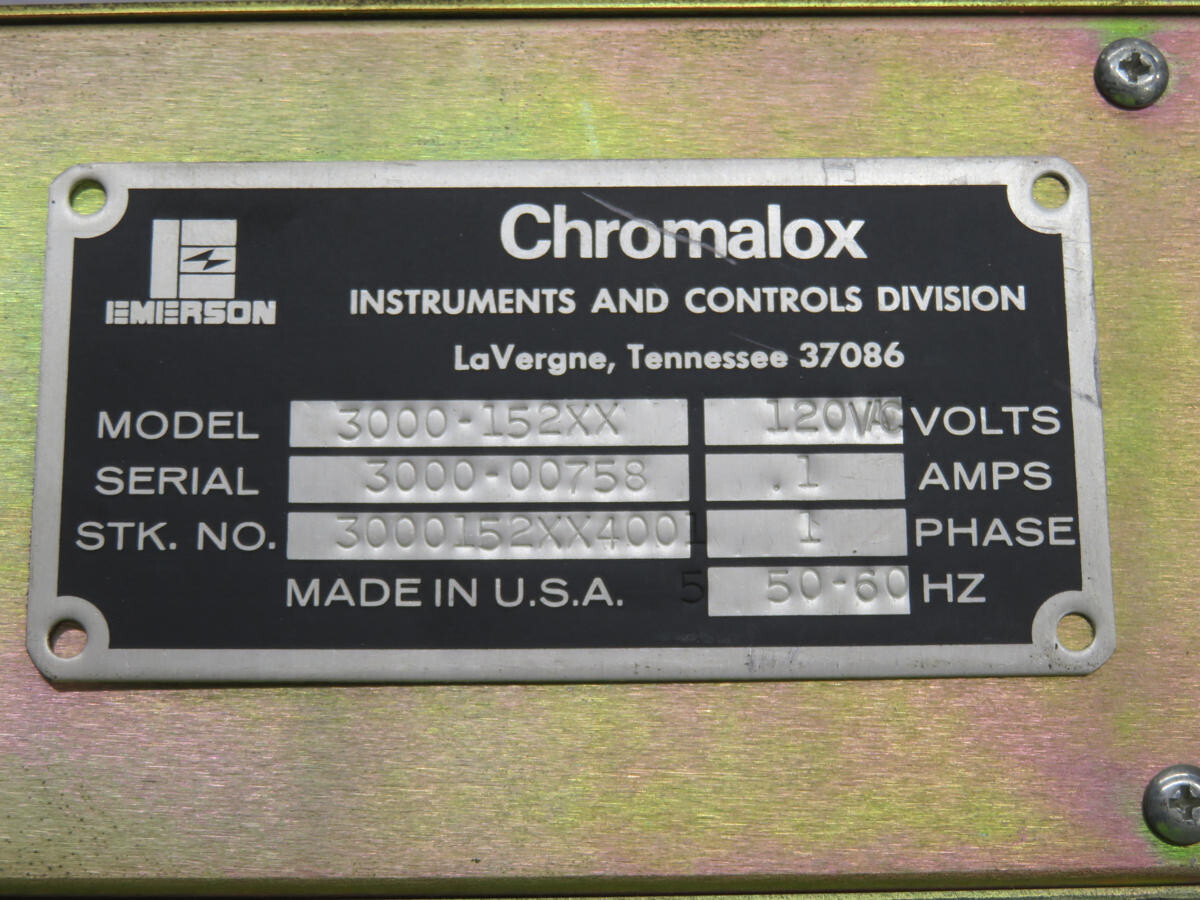 EMERSON
Chromalox
INSTRUMENTS AND CONTROLS DIVISION
LaVergne, Tennessee 37086
MODEL 3000-152XX 120VAC VOLTS
SERIAL 3000-00758 .1 AMPS
STK. NO. 3000152XX4001 1 PHASE
MADE IN U.S.A. 5 50-60 HZ